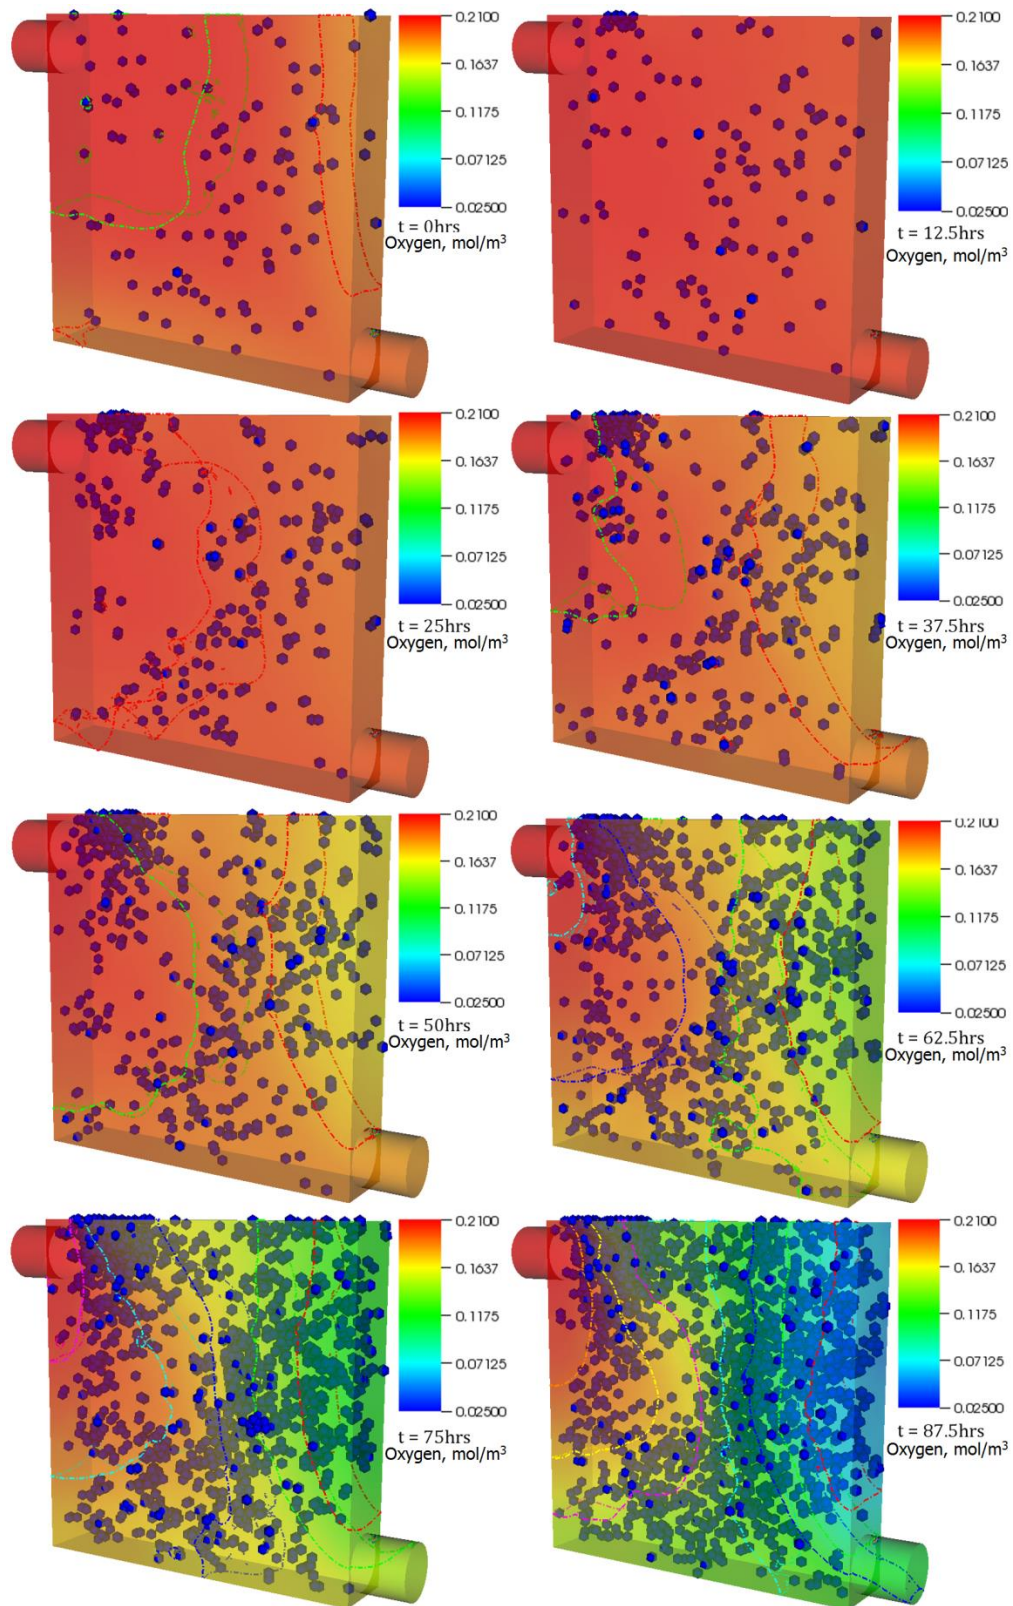 0.2100
0.1637
0.1175
0.07125
0.02500
t = 0hrs
Oxygen, mol/m³
0.2100
0.1637
0.1175
0.07125
0.02500
t = 12.5hrs
Oxygen, mol/m³
0.2100
0.1637
0.1175
0.07125
0.02500
t = 25hrs
Oxygen, mol/m³
0.2100
0.1637
0.1175
0.07125
0.02500
t = 37.5hrs
Oxygen, mol/m³
0.2100
0.1637
0.1175
0.07125
0.02500
t = 50hrs
Oxygen, mol/m³
0.2100
0.1637
0.1175
0.07125
0.02500
t = 62.5hrs
Oxygen, mol/m³
0.2100
0.1637
0.1175
0.07125
0.02500
t = 75hrs
Oxygen, mol/m³
0.2100
0.1637
0.1175
0.07125
0.02500
t = 87.5hrs
Oxygen, mol/m³